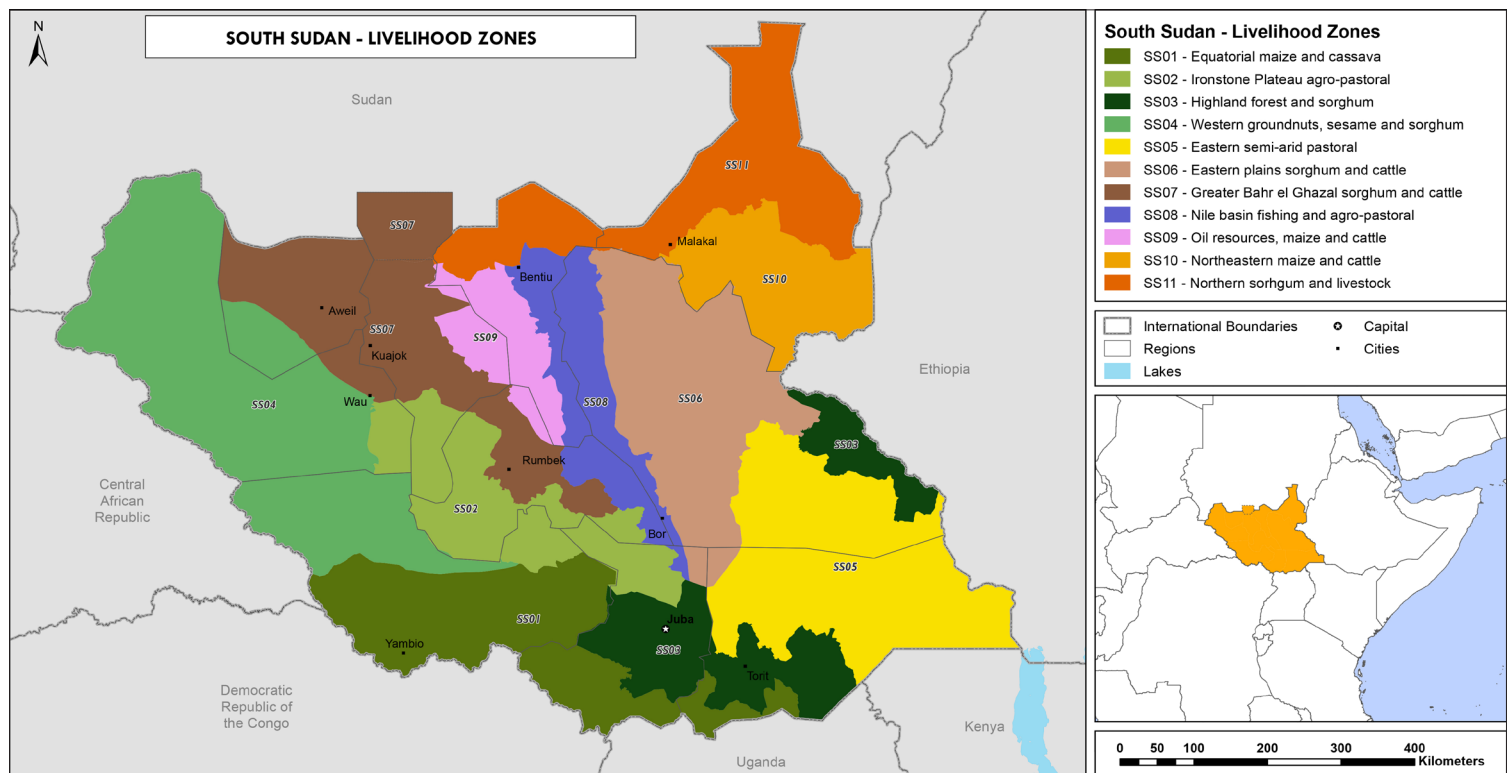 SOUTH SUDAN - LIVELIHOOD ZONES
N
Sudan
SS11
SS07
Malakal
SS10
Bentiu
Aweil
SS07
Kuajok
SS09
Ethiopia
Wau
SS04
SS08
SS06
SS03
Rumbek
Central
African
Republic
SS02
Bor
SS05
SS01
Juba
Yambio
SS03
Torit
Democratic
Republic of
the Congo
Kenya
Uganda
South Sudan - Livelihood Zones
SS01 - Equatorial maize and cassava
SS02 - Ironstone Plateau agro-pastoral
SS03 - Highland forest and sorghum
SS04 - Western groundnuts, sesame and sorghum
SS05 - Eastern semi-arid pastoral
SS06 - Eastern plains sorghum and cattle
SS07 - Greater Bahr el Ghazal sorghum and cattle
SS08 - Nile basin fishing and agro-pastoral
SS09 - Oil resources, maize and cattle
SS10 - Northeastern maize and cattle
SS11 - Northern sorhgum and livestock
International Boundaries
Capital
Regions
Cities
Lakes
0 50 100 200 300 400
Kilometers